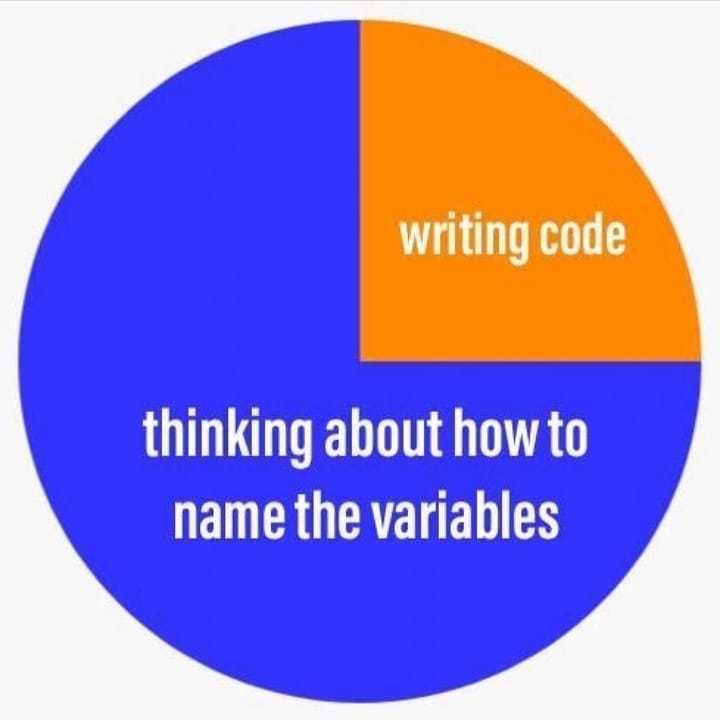 writing code
thinking about how to
name the variables